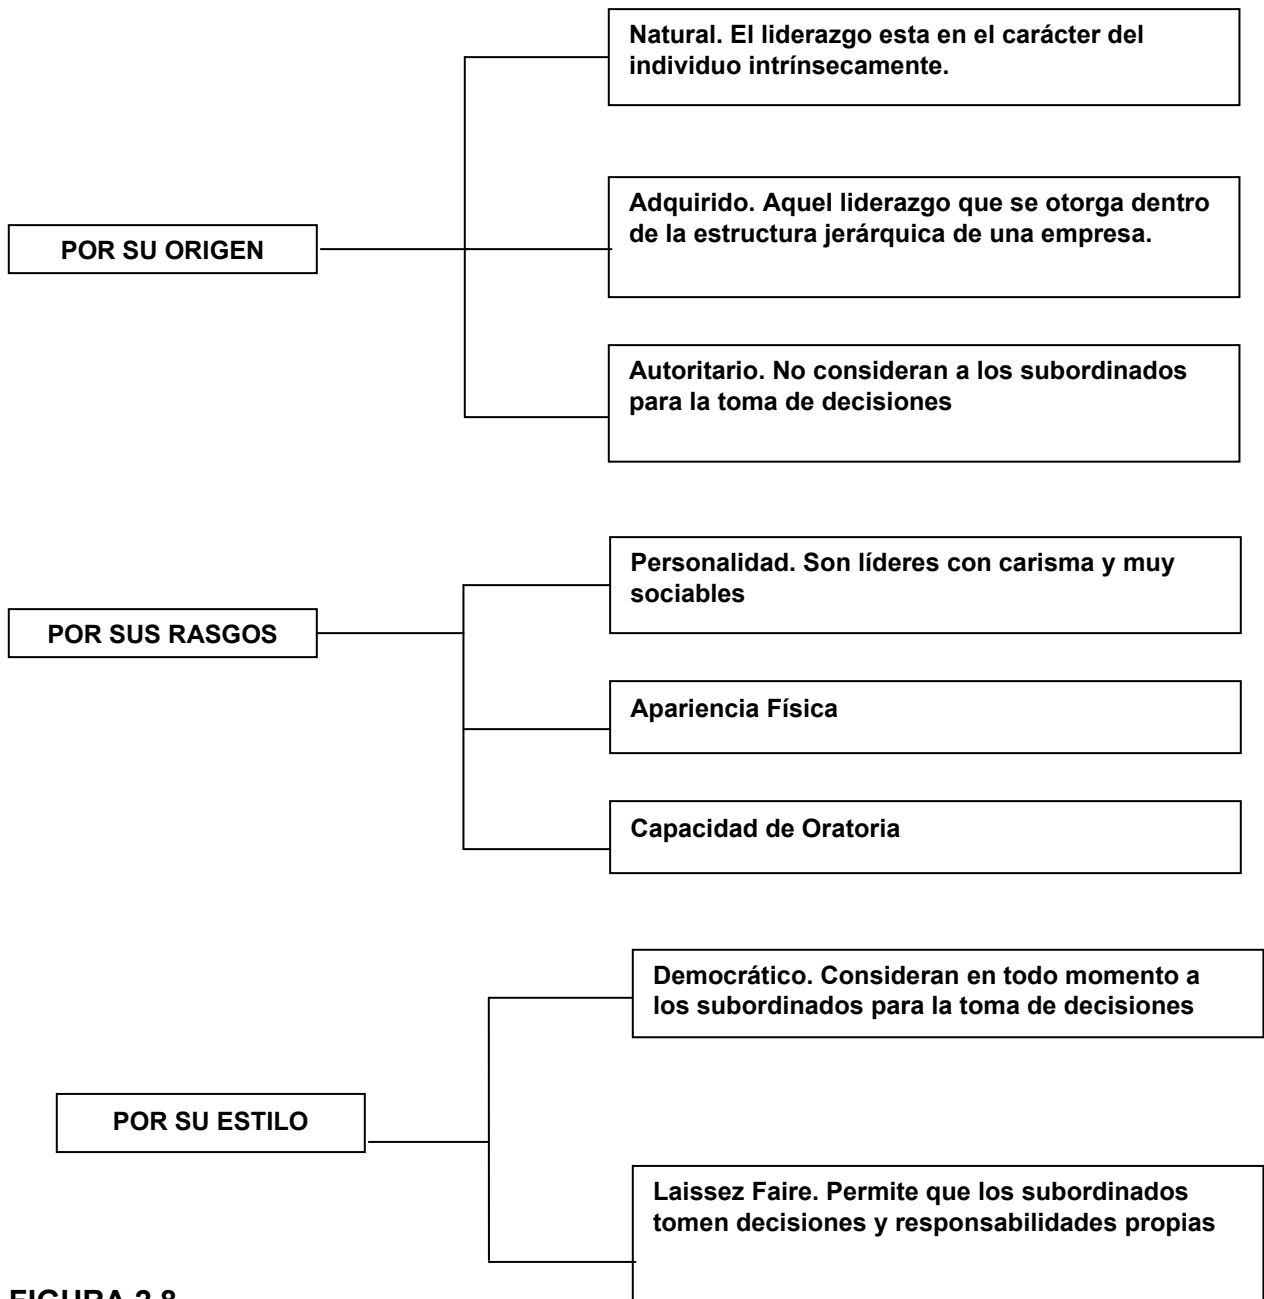 Natural. El liderazgo esta en el carácter del
individuo intrínsecamente.
Adquirido. Aquel liderazgo que se otorga dentro
de la estructura jerárquica de una empresa.
POR SU ORIGEN
Autoritario. No consideran a los subordinados
para la toma de decisiones
Personalidad. Son líderes con carisma y muy
sociables
POR SUS RASGOS
Apariencia Física
Capacidad de Oratoria
Democrático. Consideran en todo momento a
los subordinados para la toma de decisiones
POR SU ESTILO
Laissez Faire. Permite que los subordinados
tomen decisiones y responsabilidades propias
FIGURA 2.8